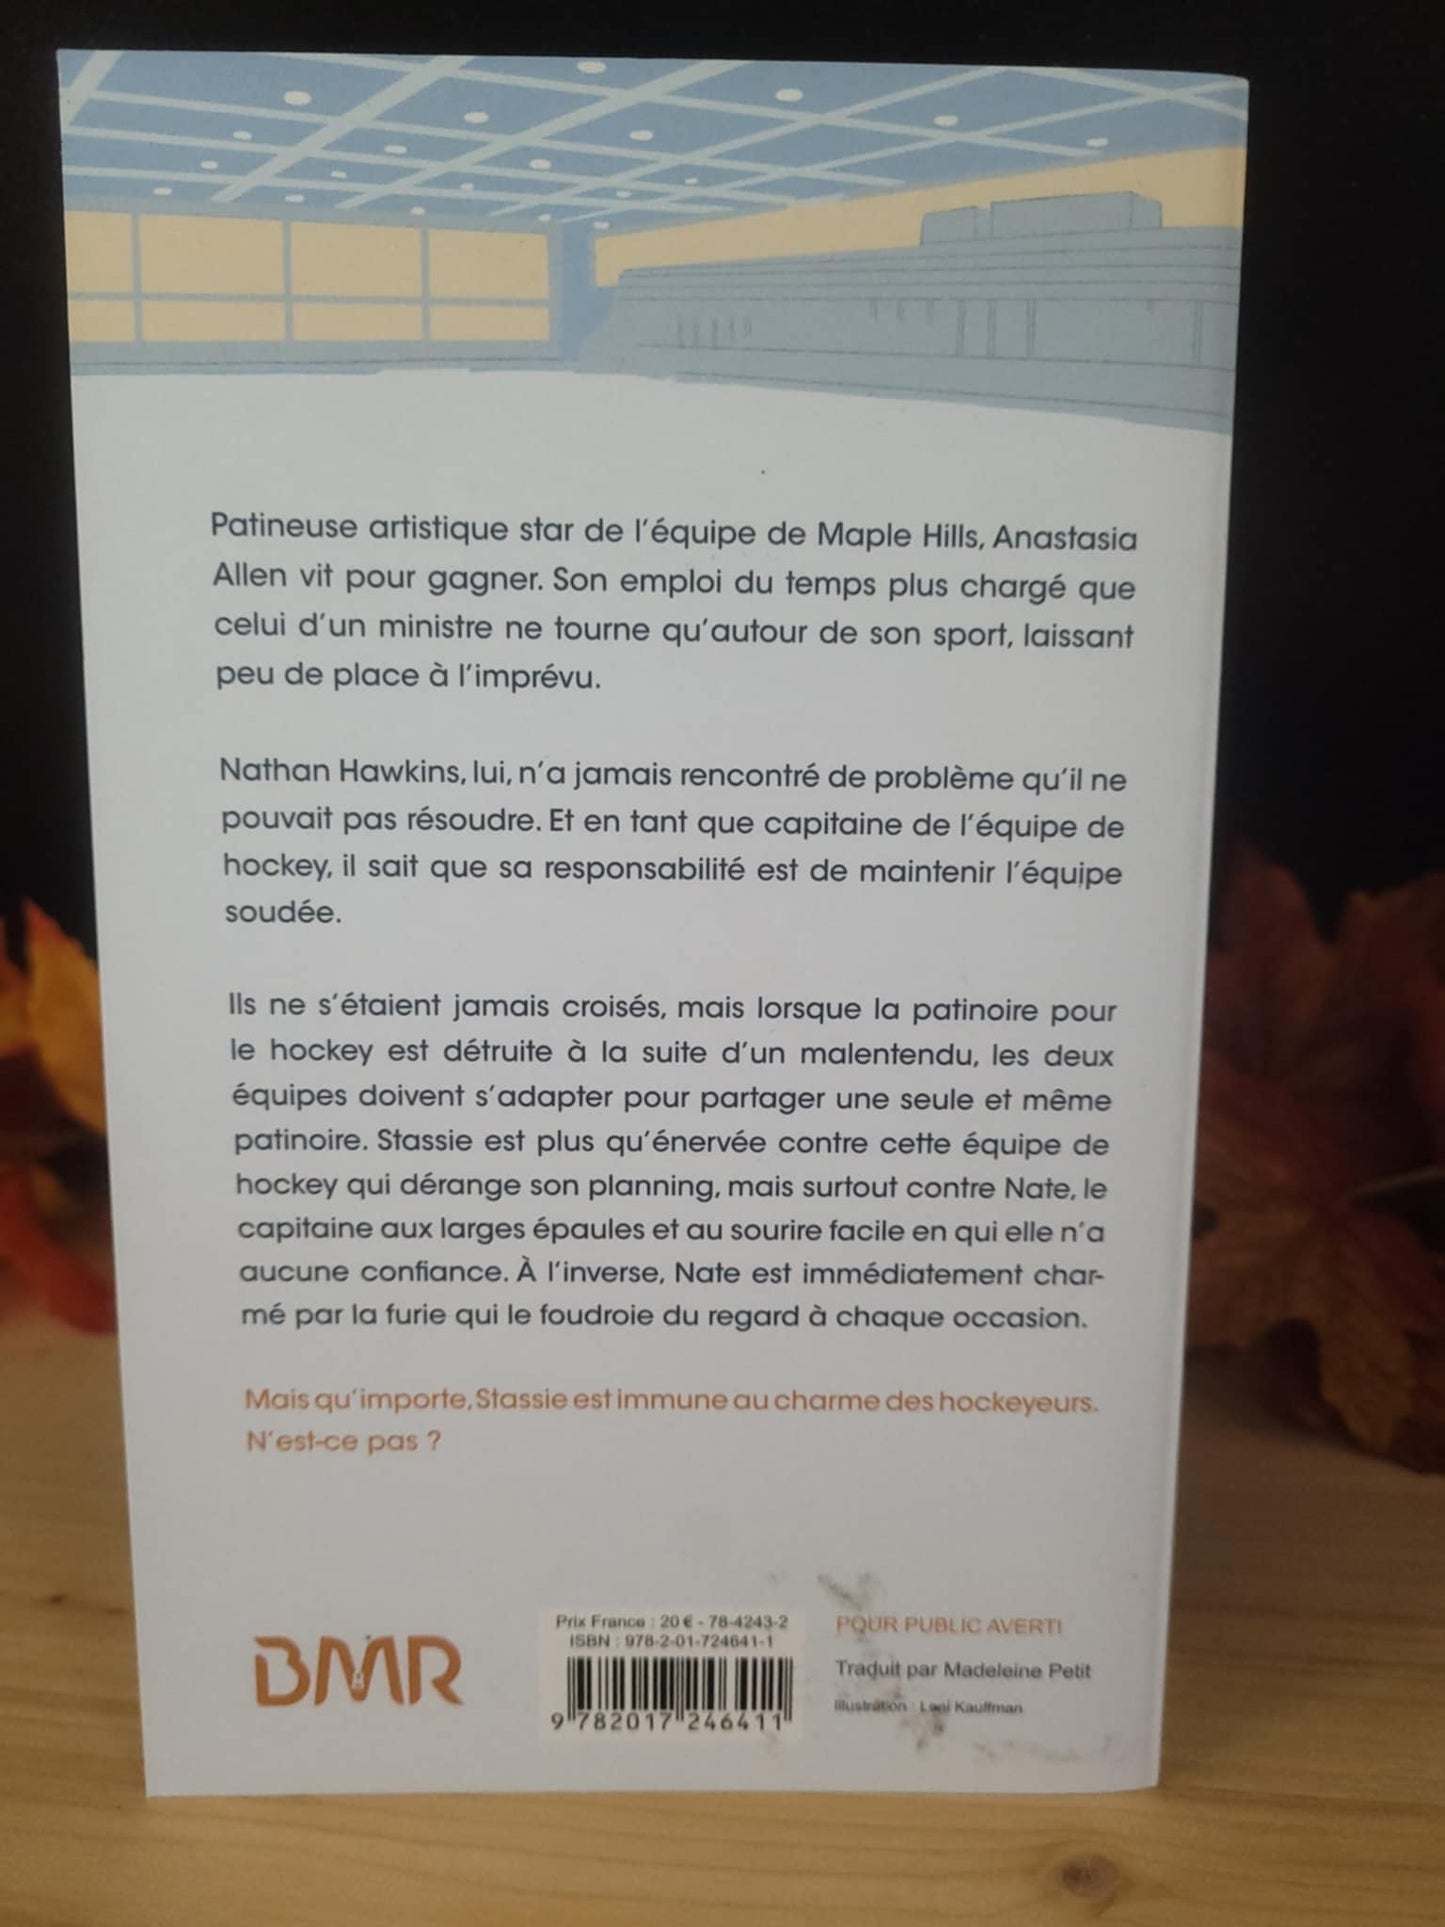 Patineuse artistique star de l'équipe de Maple Hills, Anastasia
Allen vit pour gagner. Son emploi du temps plus chargé que
celui d'un ministre ne tourne qu'autour de son sport, laissant
peu de place à l'imprévu.
Nathan Hawkins, lui, n'a jamais rencontré de problème qu'il ne
pouvait pas résoudre. Et en tant que capitaine de l'équipe de
hockey, il sait que sa responsabilité est de maintenir l'équipe
soudée.
Ils ne s'étaient jamais croisés, mais lorsque la patinoire pour
le hockey est détruite à la suite d'un malentendu, les deux
équipes doivent s'adapter pour partager une seule et même
patinoire. Stassie est plus qu'énervée contre cette équipe de
hockey qui dérange son planning, mais surtout contre Nate, le
capitaine aux larges épaules et au sourire facile en qui elle n'a
aucune confiance. À l'inverse, Nate est immédiatement char-
mé par la furie qui le foudroie du regard à chaque occasion.
Mais qu'importe, Stassie est immune au charme des hockeyeurs.
N'est-ce pas ?
BMR
Prix France : 20 € - 78-4243-2
ISBN : 978-2-01-724641-1
9 782017 246411
POUR PUBLIC AVERTI
Traduit par Madeleine Petit
Illustration : Leni Kauffman